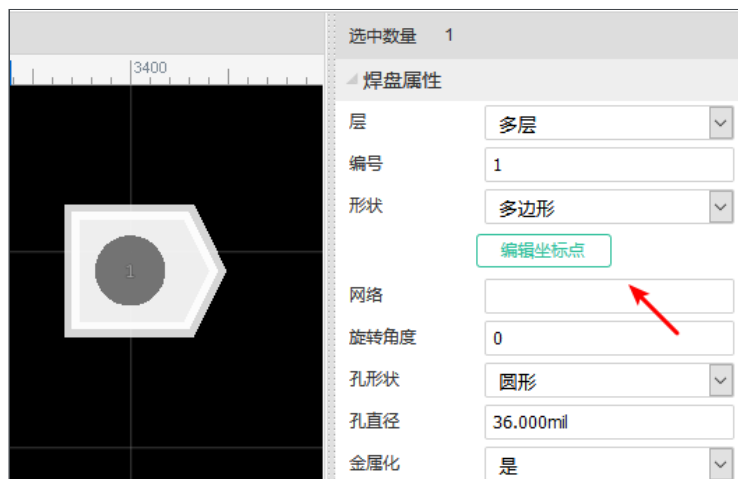 选中数量 1
3400
焊盘属性
层 多层
编号 1
形状 多边形
编辑坐标点
1
网络
旋转角度 0
孔形状 圆形
孔直径 36.000mil
金属化 是